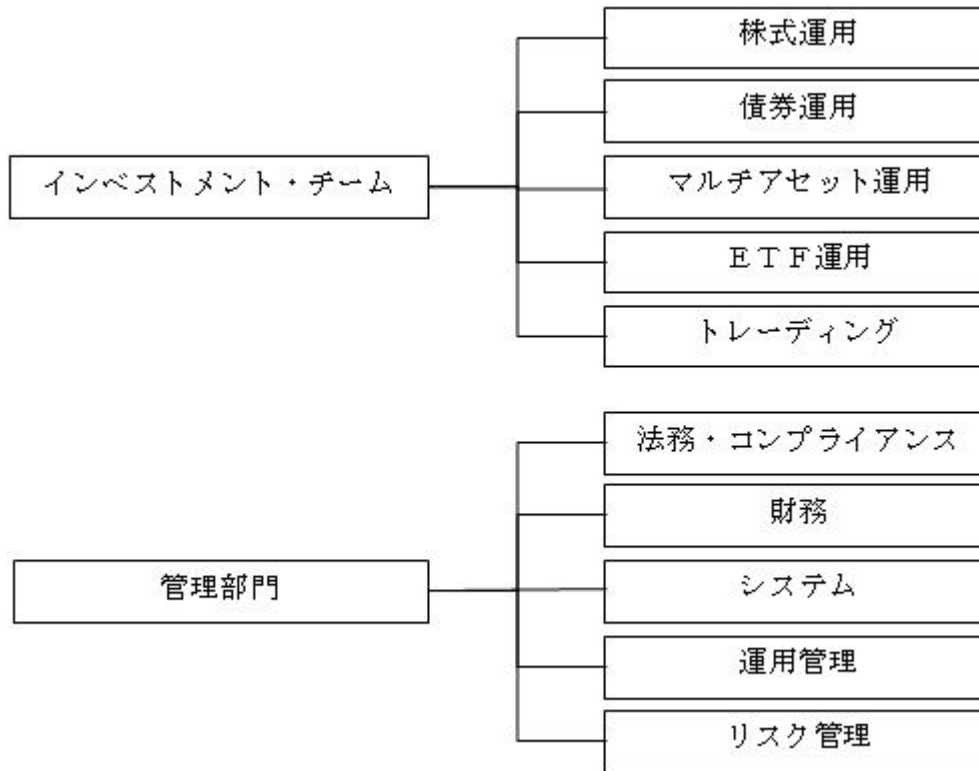 株式運用
債券運用
インベストメント・チーム
マルチアセット運用
ＥＴＦ運用
トレーディング
法務・コンプライアンス
財務
管理部門
システム
運用管理
リスク管理